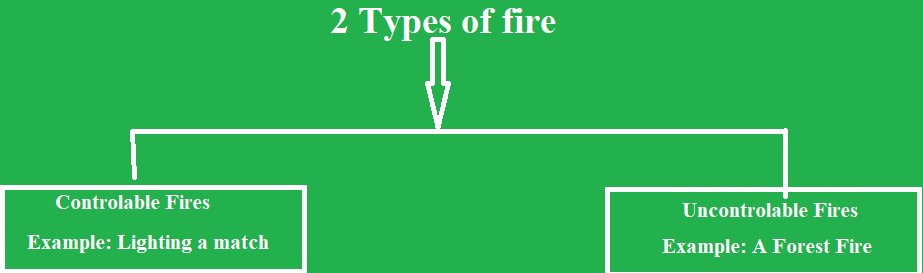 2 Types of fire
Controlable Fires
Example: Lighting a match
Uncontrolable Fires
Example: A Forest Fire